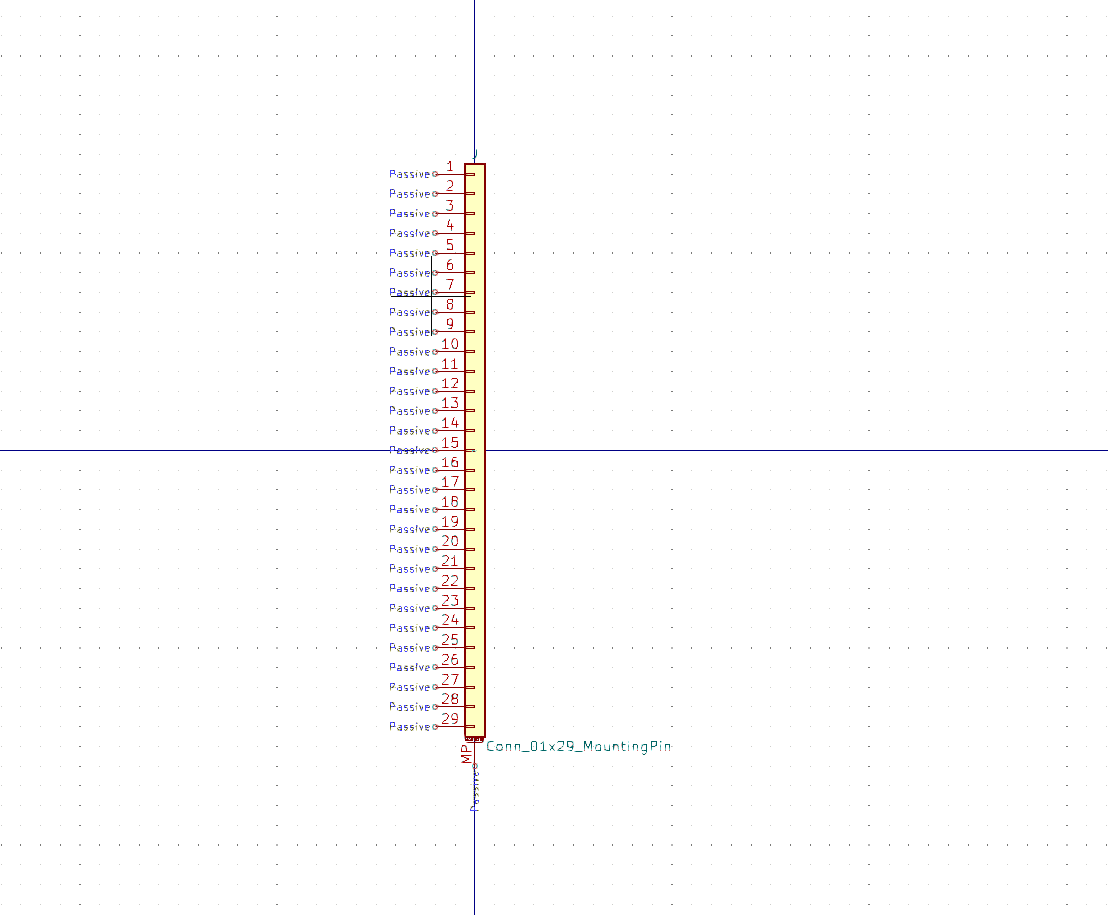 J
Passive 1
Passive 2
Passive 3
Passive 4
Passive 5
Passive 6
Passive 7
Passive 8
Passive 9
Passive 10
Passive 11
Passive 12
Passive 13
Passive 14
Passive 15
Passive 16
Passive 17
Passive 18
Passive 19
Passive 20
Passive 21
Passive 22
Passive 23
Passive 24
Passive 25
Passive 26
Passive 27
Passive 28
Passive 29
MP Conn_01x29_MountingPin
Passive